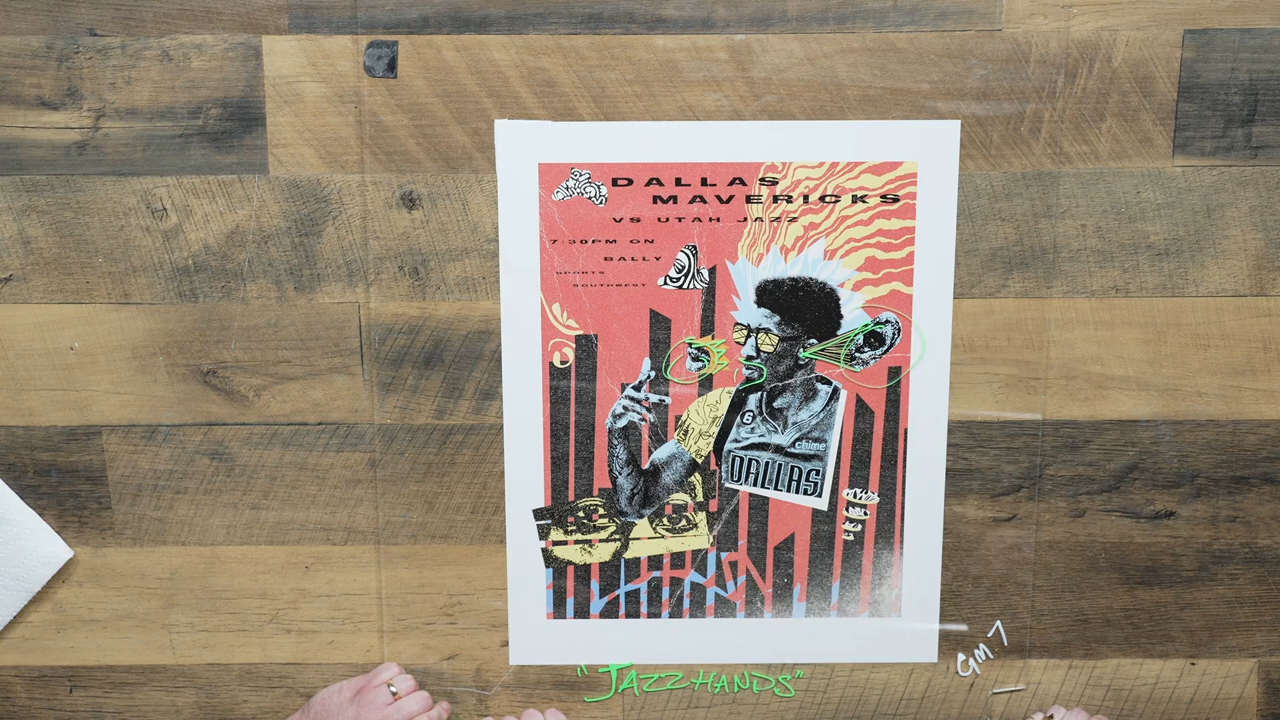 DALLAS
MAVERICKS
VS UTAH JAZZ
7:30PM ON
BALLY
SPORTS
SOUTHWEST
6
chime
DALLAS
GM.7
"JAZZHANDS"